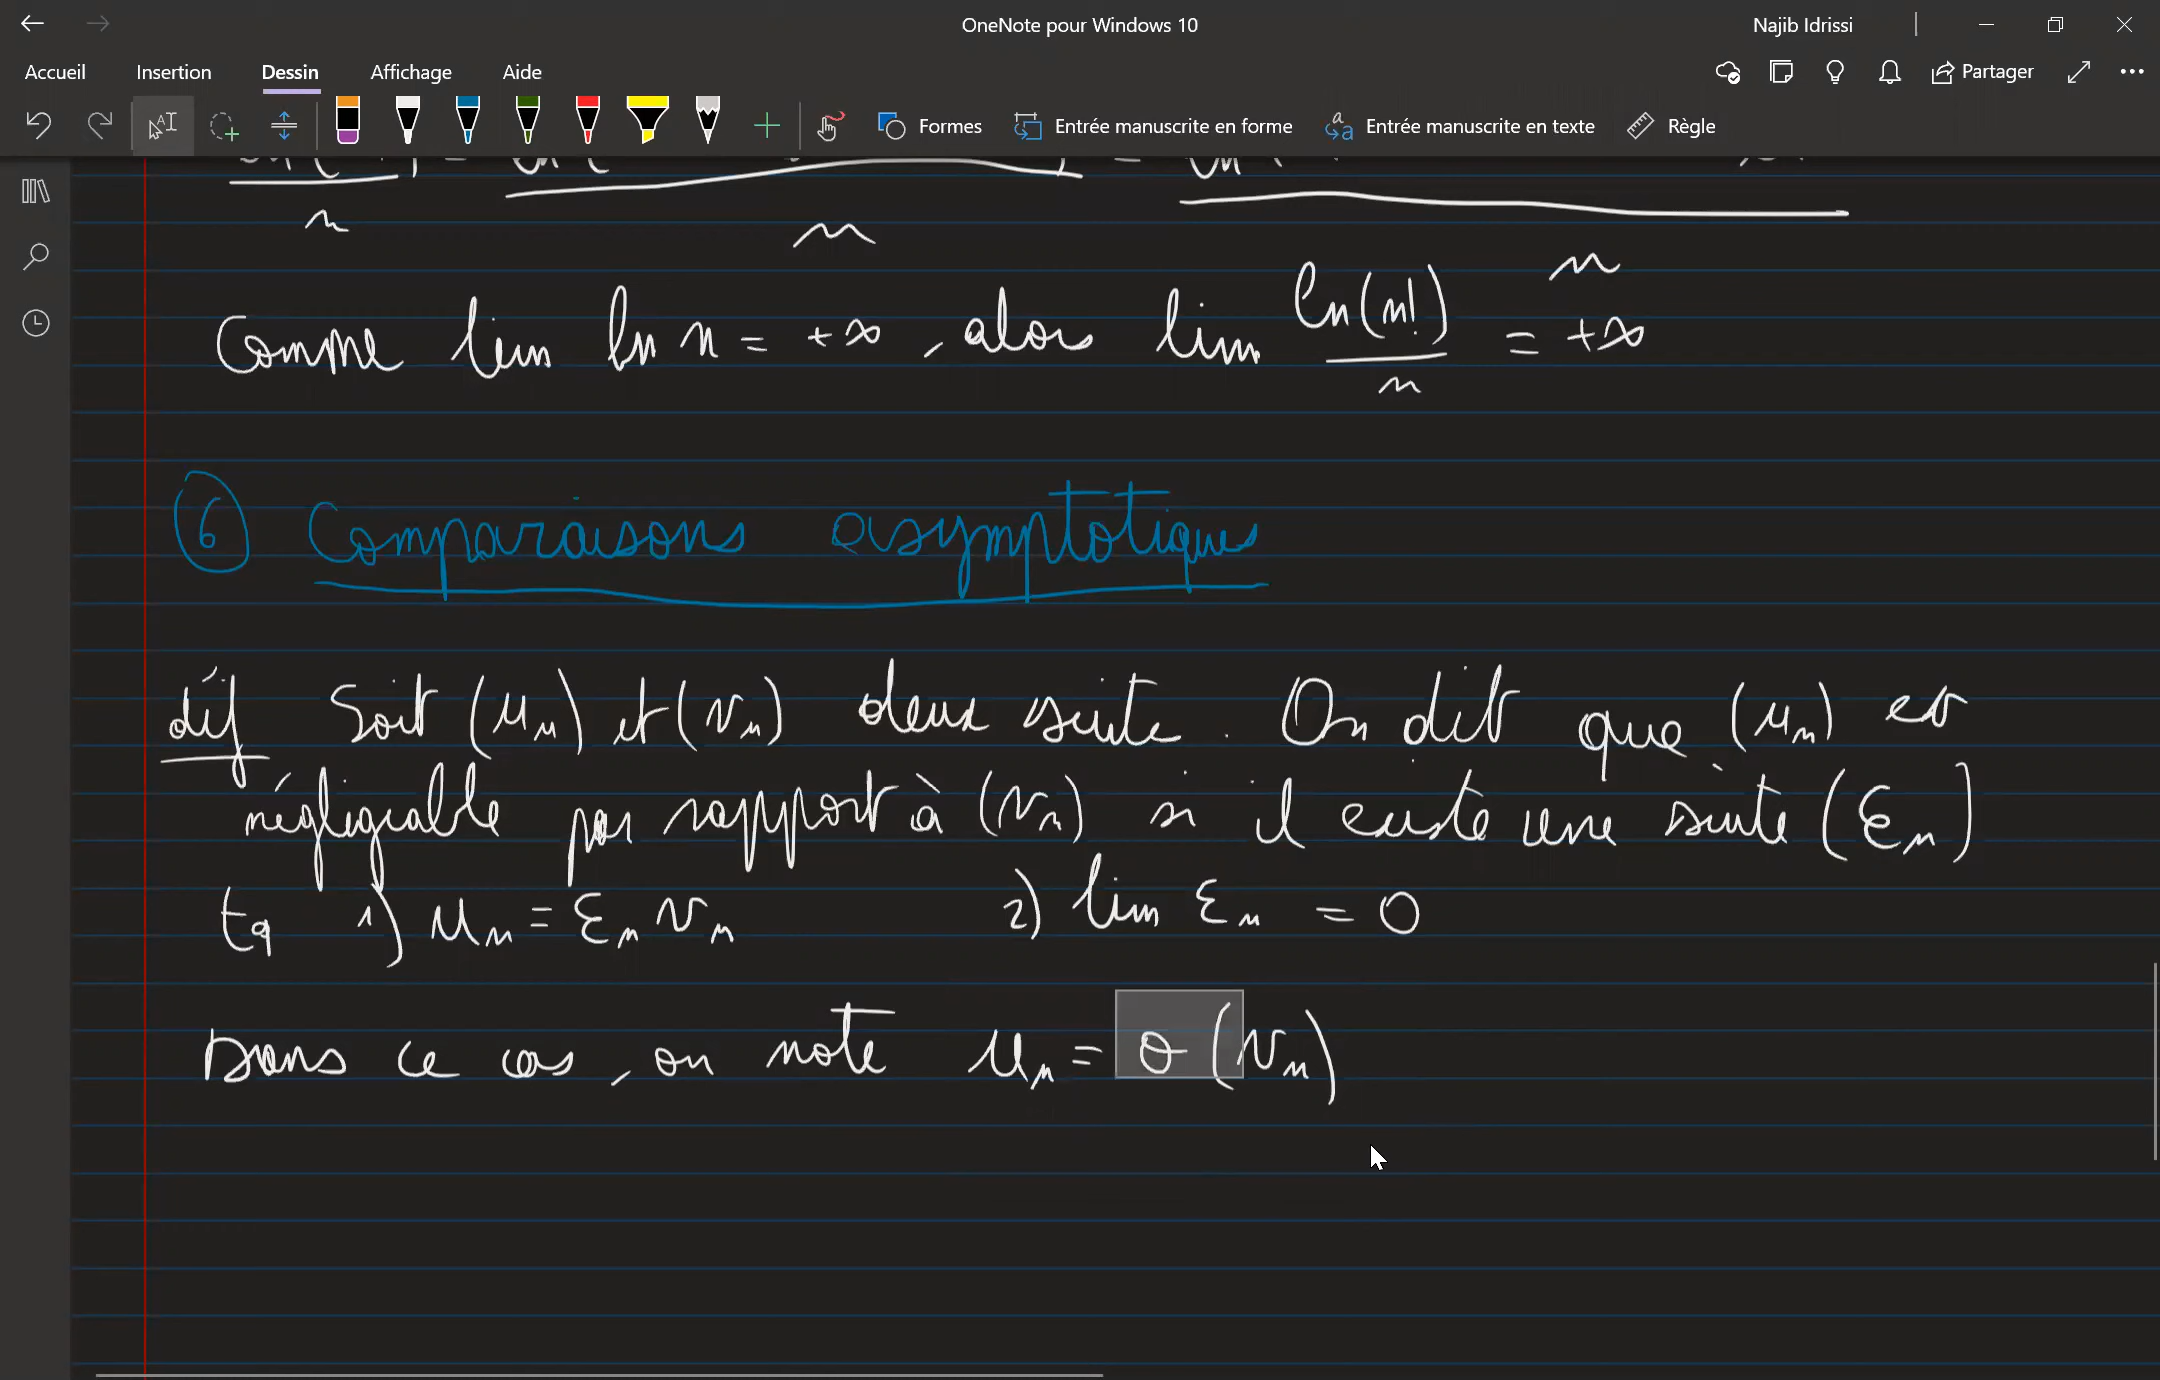 OneNote pour Windows 10
Najib Idrissi
Accueil Insertion Dessin Affichage Aide
Partager
Formes Entrée manuscrite en forme Entrée manuscrite en texte Règle
n n n
Comme lim ln n = +∞, alors lim ln(n!)/n = +∞
⑥ Comparaisons asymptotiques
déf Soit (un) et (vn) deux suite. On dit que (un) est
négligeable par rapport à (vn) si il existe une suite (εn)
tq 1) un = εn vn 2) lim εn = 0
Dans ce cas, on note un = o(vn)